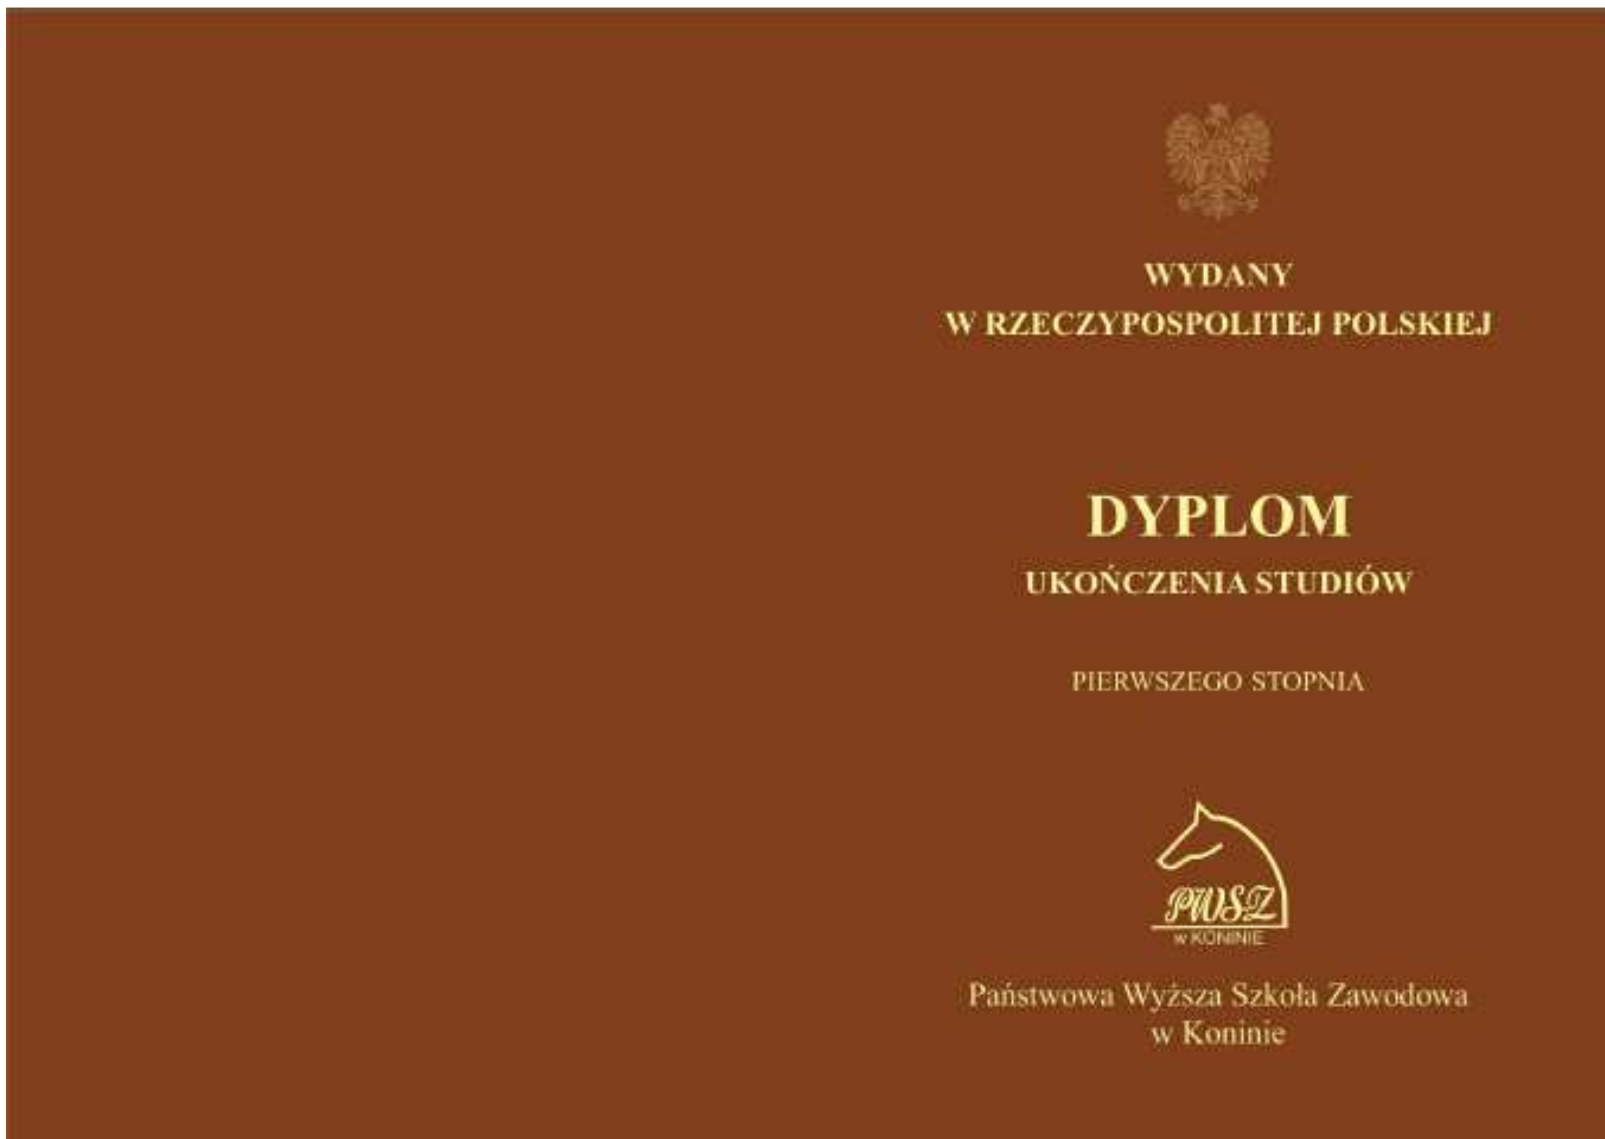 WYDANY
W RZECZYPOSPOLITEJ POLSKIEJ
DYPLOM
UKOŃCZENIA STUDIÓW
PIERWSZEGO STOPNIA
PWSZ
w KONINIE
Państwowa Wyższa Szkoła Zawodowa
w Koninie